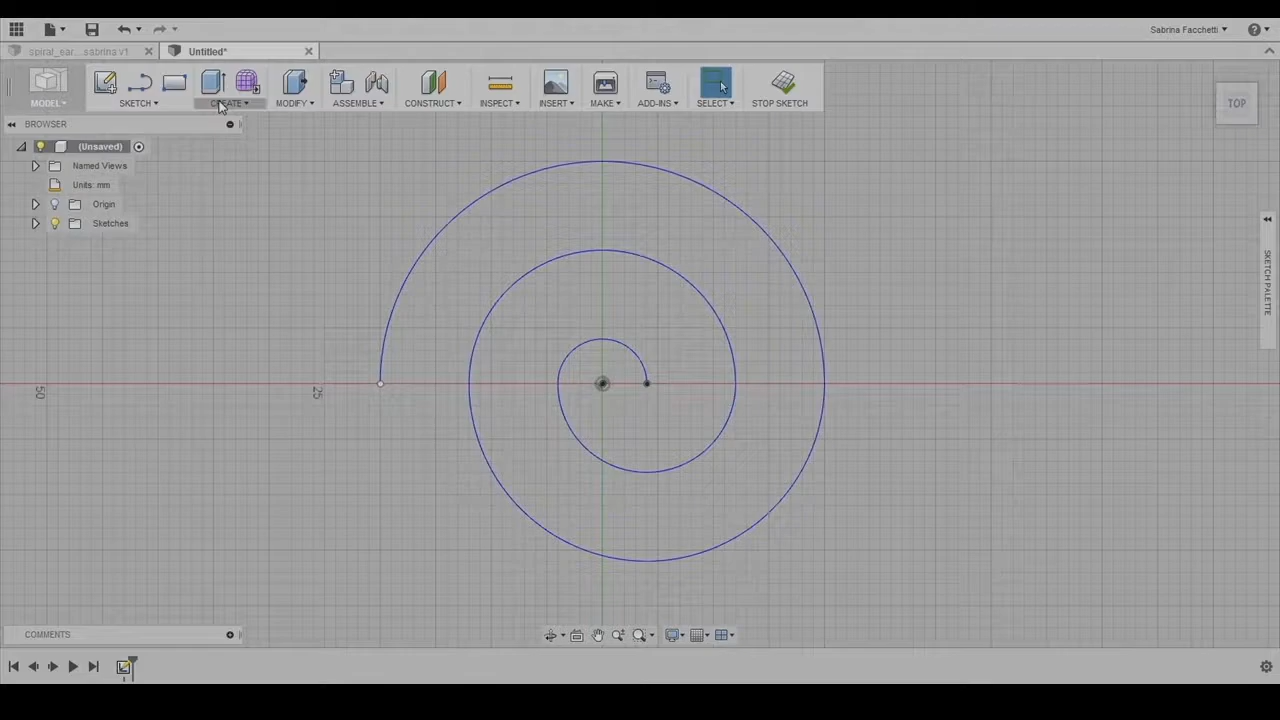 Sabrina Facchetti
spiral_ear...sabrina v1
Untitled*
MODEL
SKETCH
CREATE
MODIFY
ASSEMBLE
CONSTRUCT
INSPECT
INSERT
MAKE
ADD-INS
SELECT
STOP SKETCH
BROWSER
TOP
(Unsaved)
Named Views
Units: mm
Origin
Sketches
SKETCH PALETTE
50
25
COMMENTS